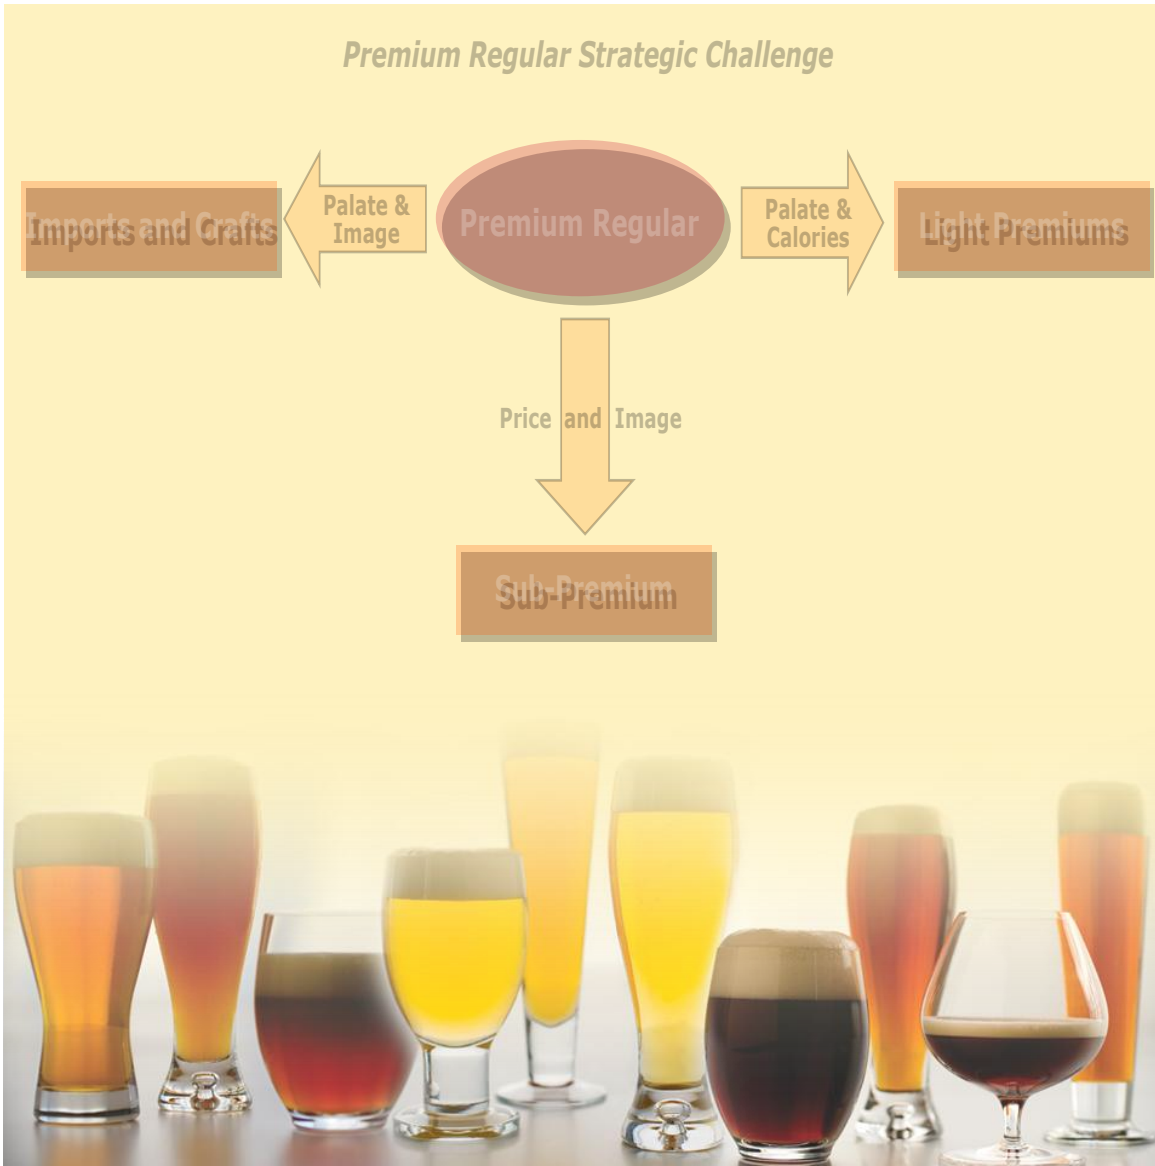 Premium Regular Strategic Challenge
Imports and Crafts
Palate &
Image
Premium Regular
Palate &
Calories
Light Premiums
Price and Image
Sub-Premium